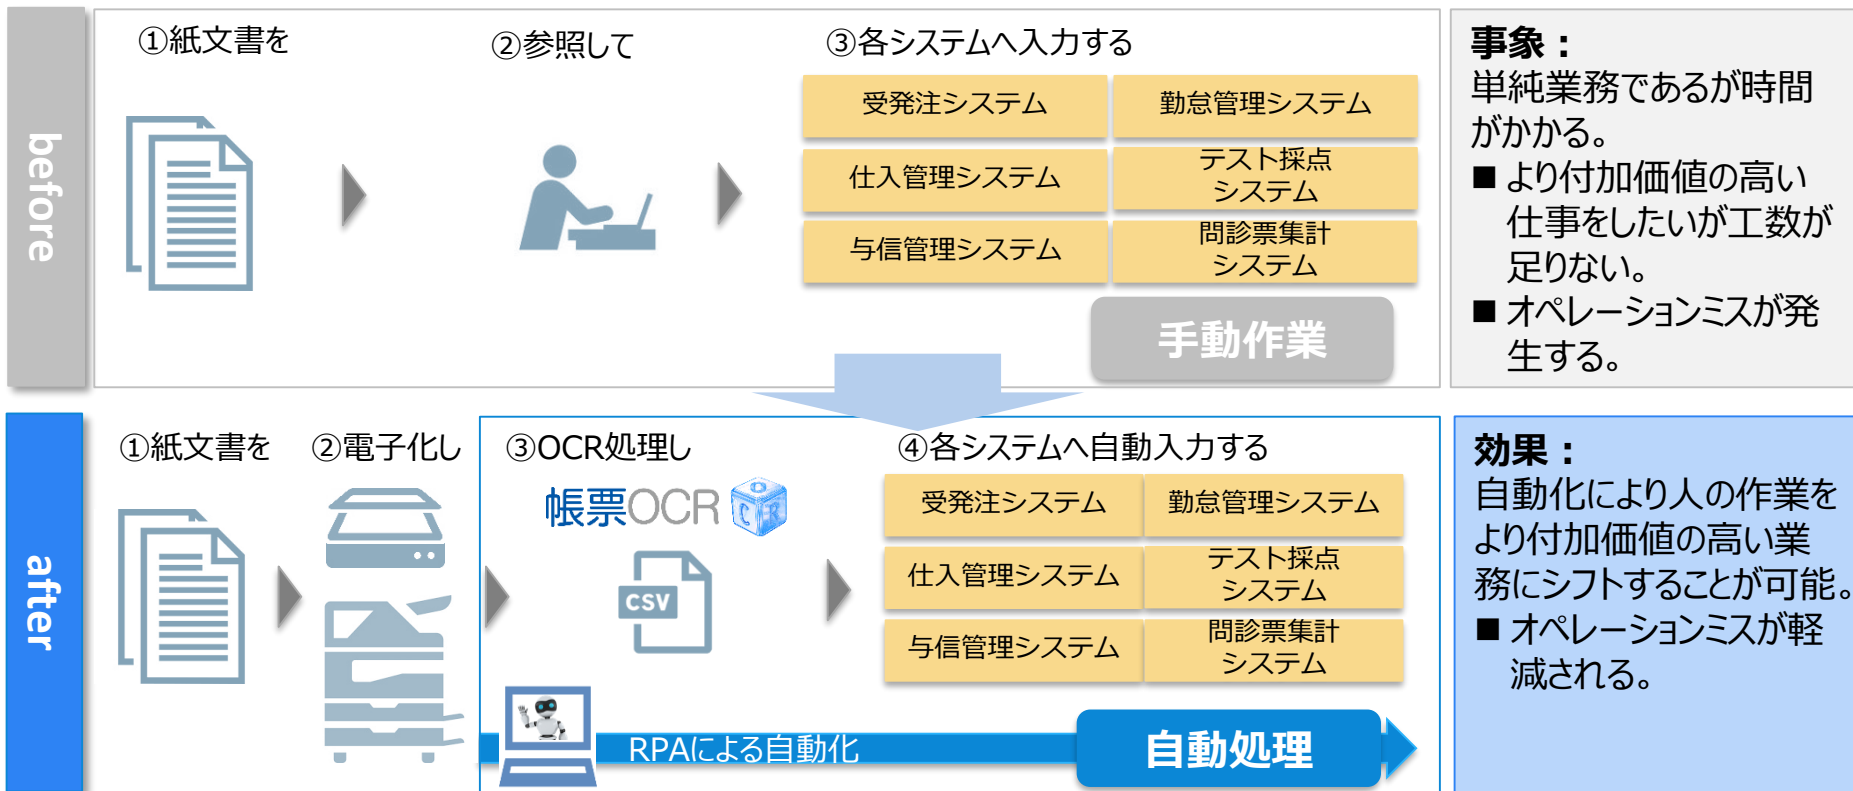 before
①紙文書を
②参照して
③各システムへ入力する
受発注システム
勤怠管理システム
仕入管理システム
テスト採点
システム
与信管理システム
問診票集計
システム
手動作業
事象：
単純業務であるが時間
がかかる。
■ より付加価値の高い
仕事をしたいが工数が
足りない。
■ オペレーションミスが発
生する。
after
①紙文書を
②電子化し
③OCR処理し
帳票OCR
O
C R
CSV
④各システムへ自動入力する
受発注システム
勤怠管理システム
仕入管理システム
テスト採点
システム
与信管理システム
問診票集計
システム
RPAによる自動化
自動処理
効果：
自動化により人の作業を
より付加価値の高い業
務にシフトすることが可能。
■ オペレーションミスが軽
減される。